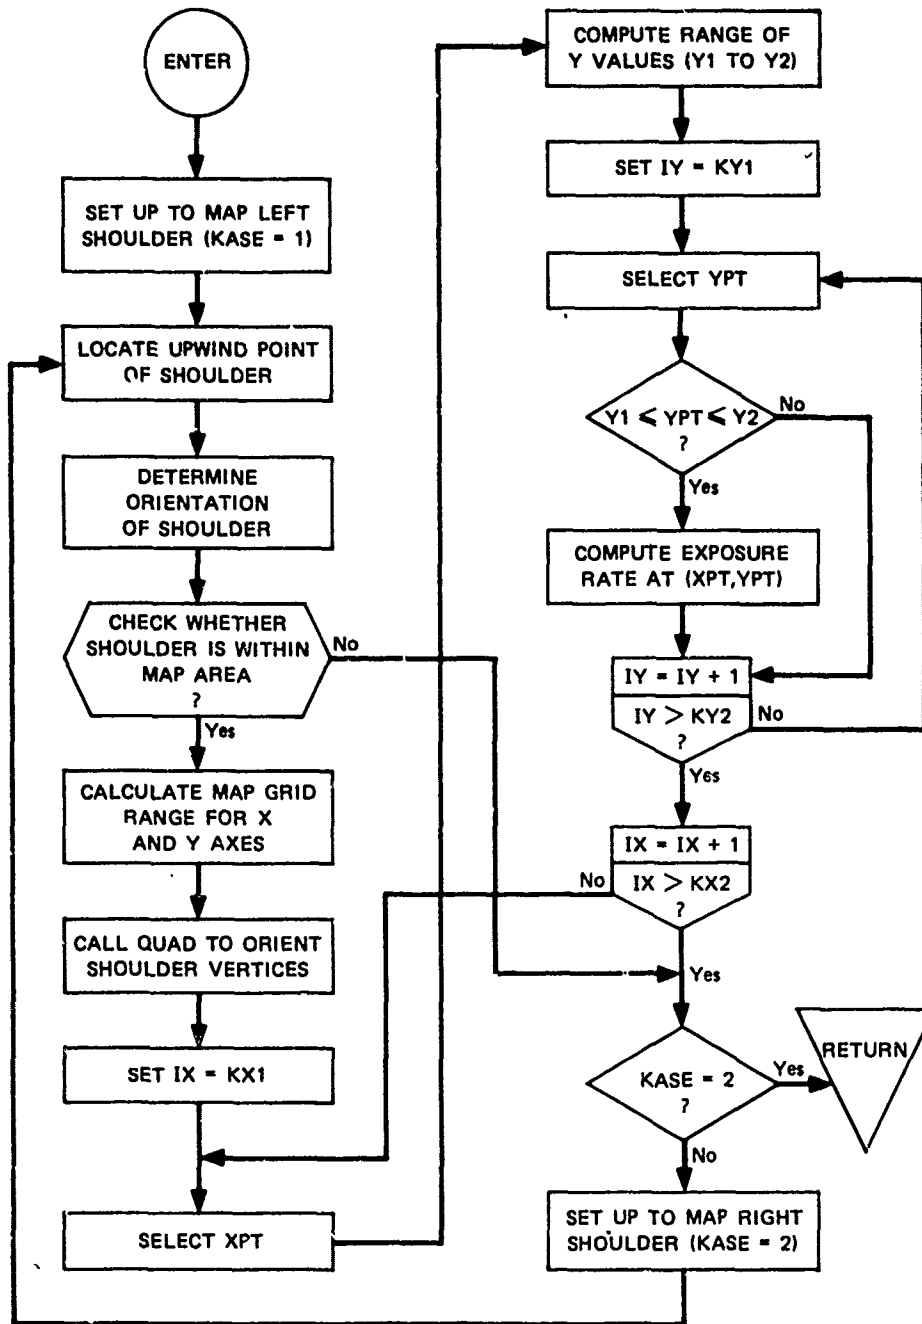 ENTER
SET UP TO MAP LEFT
SHOULDER (KASE = 1)
LOCATE UPWIND POINT
OF SHOULDER
DETERMINE
ORIENTATION
OF SHOULDER
CHECK WHETHER
SHOULDER IS WITHIN
MAP AREA
?
No
Yes
CALCULATE MAP GRID
RANGE FOR X
AND Y AXES
CALL QUAD TO ORIENT
SHOULDER VERTICES
SET IX = KX1
SELECT XPT
COMPUTE RANGE OF
Y VALUES (Y1 TO Y2)
SET IY = KY1
SELECT YPT
Y1 ≤ YPT ≤ Y2
?
No
Yes
COMPUTE EXPOSURE
RATE AT (XPT,YPT)
IY = IY + 1
IY > KY2
?
No
Yes
IX = IX + 1
IX > KX2
?
No
Yes
KASE = 2
?
Yes
No
RETURN
SET UP TO MAP RIGHT
SHOULDER (KASE = 2)